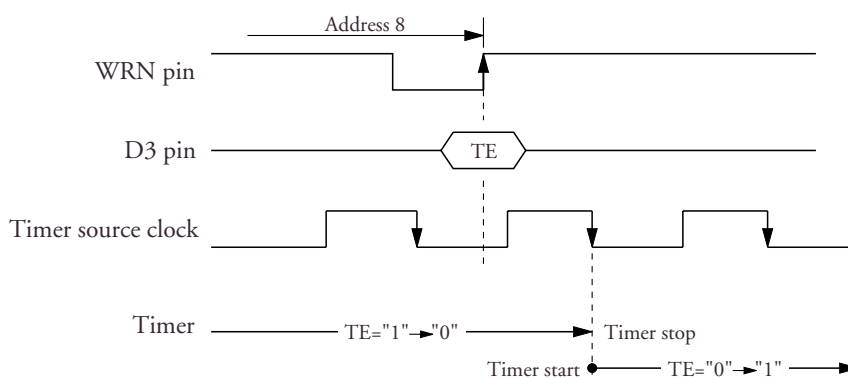 Address 8
WRN pin
D3 pin
TE
Timer source clock
Timer
TE="1"→"0"
Timer stop
Timer start
TE="0"→"1"